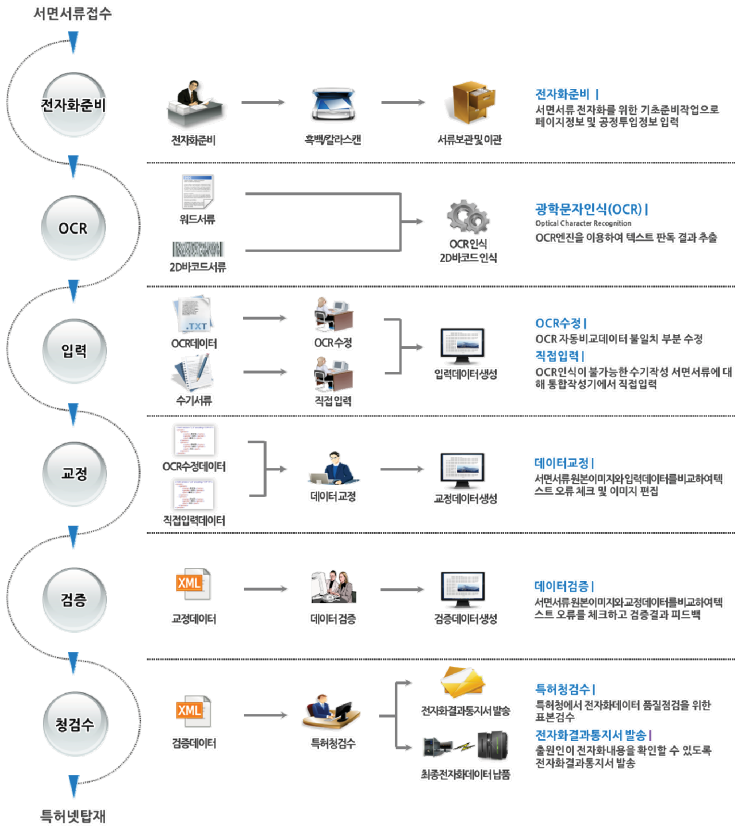 서면서류접수
전자화준비
전자화준비
흑백/칼라스캔
서류보관 및 이관
전자화준비 |
서면서류 전자화를 위한 기초준비작업으로
페이지정보 및 공정투입정보 입력
OCR
워드서류
2D바코드서류
OCR인식
2D바코드 인식
광학문자인식(OCR) |
Optical Character Recognition
OCR엔진을 이용하여 텍스트 판독 결과 추출
입력
.TXT
OCR데이터
OCR 수정
수기서류
직접 입력
입력데이터 생성
OCR수정 |
OCR 자동비교데이터 불일치 부분 수정
직접입력 |
OCR인식이 불가능한 수기작성 서면서류에 대
해 통합작성기에서 직접입력
교정
OCR수정데이터
직접입력데이터
데이터 교정
교정데이터 생성
데이터교정 |
서면서류 원본이미지와 입력데이터를 비교하여 텍
스트 오류 체크 및 이미지 편집
검증
XML
교정데이터
데이터 검증
검증데이터 생성
데이터검증 |
서면서류 원본이미지와 교정데이터를 비교하여 텍
스트 오류를 체크하고 검증결과 피드백
청검수
XML
검증데이터
특허청검수
전자화결과통지서 발송
최종전자화데이터 납품
특허청검수 |
특허청에서 전자화데이터 품질점검을 위한
표본검수
전자화결과통지서 발송 |
출원인이 전자화내용을 확인할 수 있도록
전자화결과통지서 발송
특허넷탑재